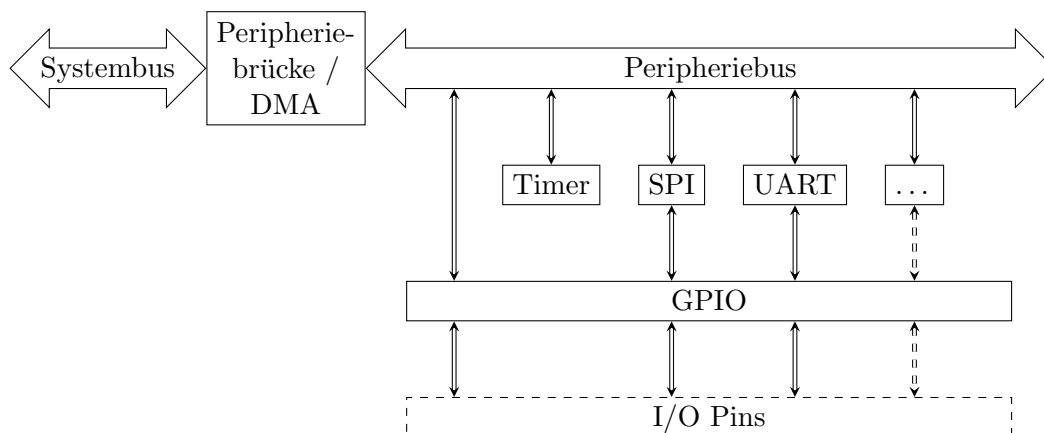 Systembus
Peripherie-
brücke /
DMA
Peripheriebus
Timer
SPI
UART
...
GPIO
I/O Pins